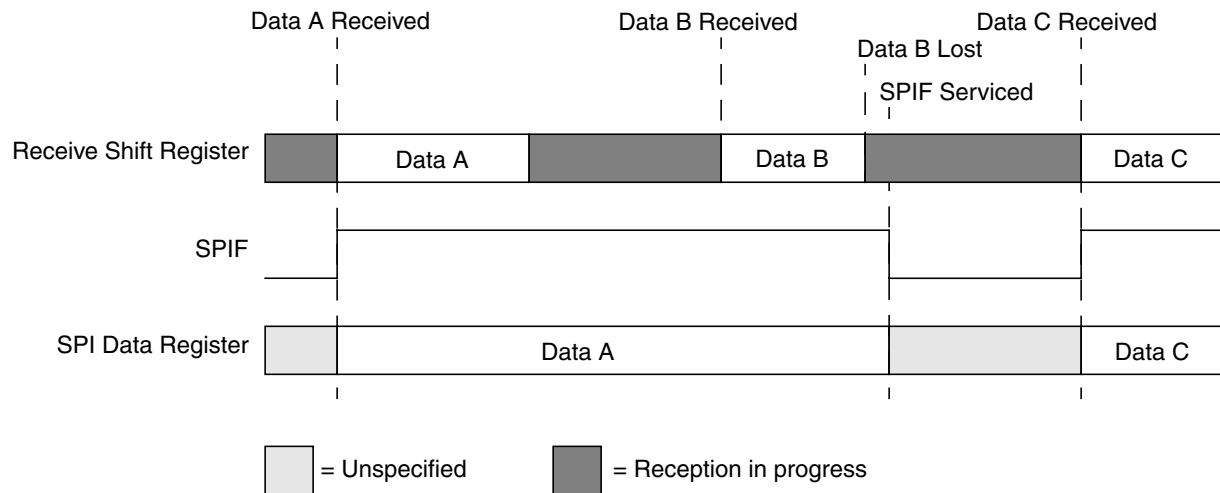 Data A Received
Data B Received
Data C Received
Data B Lost
SPIF Serviced
Receive Shift Register
Data A
Data B
Data C
SPIF
SPI Data Register
Data A
Data C
= Unspecified
= Reception in progress